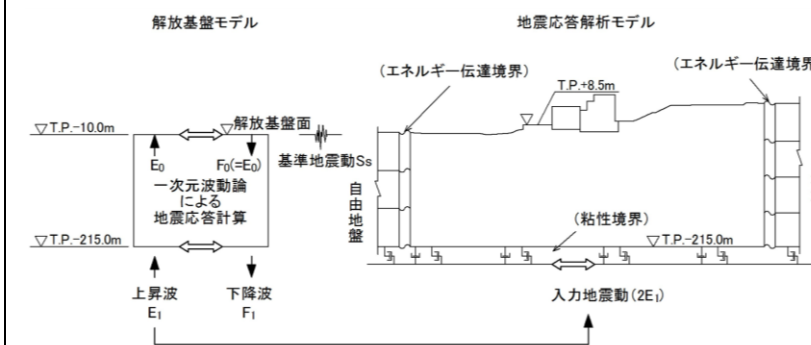 解放基盤モデル
地震応答解析モデル
(エネルギー伝達境界)
(エネルギー伝達境界)
T.P.+8.5m
▽T.P.-10.0m
▽解放基盤面
基準地震動Ss
E0
F0(=E0)
一次元波動論
による
地震応答計算
自由地盤
(粘性境界)
▽T.P.-215.0m
▽T.P.-215.0m
上昇波
E1
下降波
F1
入力地震動(2E1)